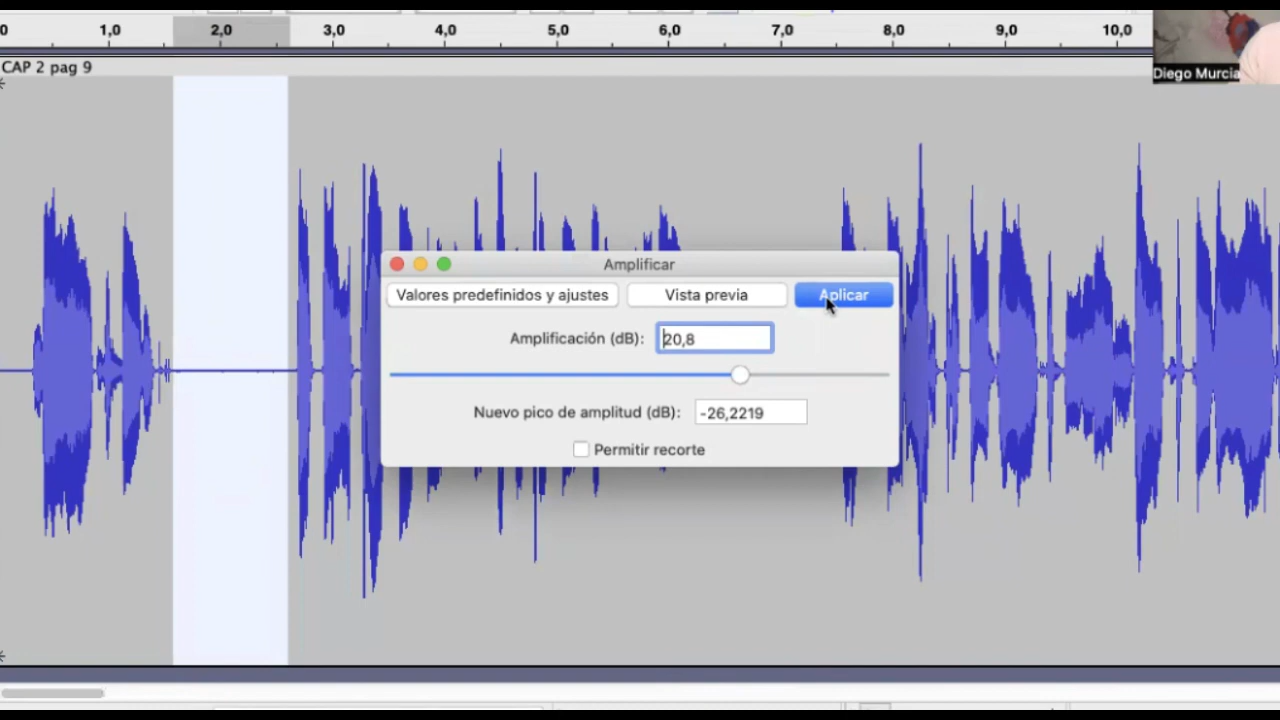 0 1,0 2,0 3,0 4,0 5,0 6,0 7,0 8,0 9,0 10,0
CAP 2 pag 9
Diego Murcia
Amplificar
Valores predefinidos y ajustes Vista previa Aplicar
Amplificación (dB): 20,8
Nuevo pico de amplitud (dB): -26,2219
Permitir recorte